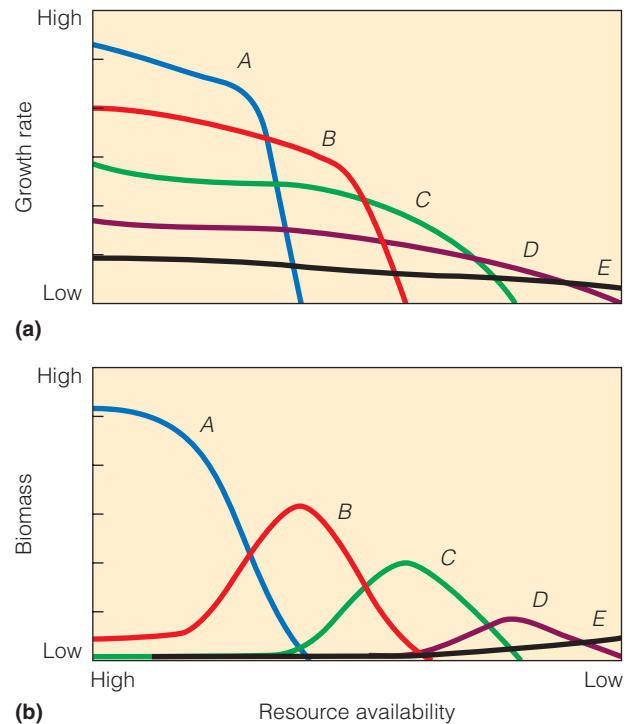 High
A
B
C
D
E
Growth rate
Low
(a)
High
A
B
C
D
E
Biomass
Low
High
Low
(b)
Resource availability